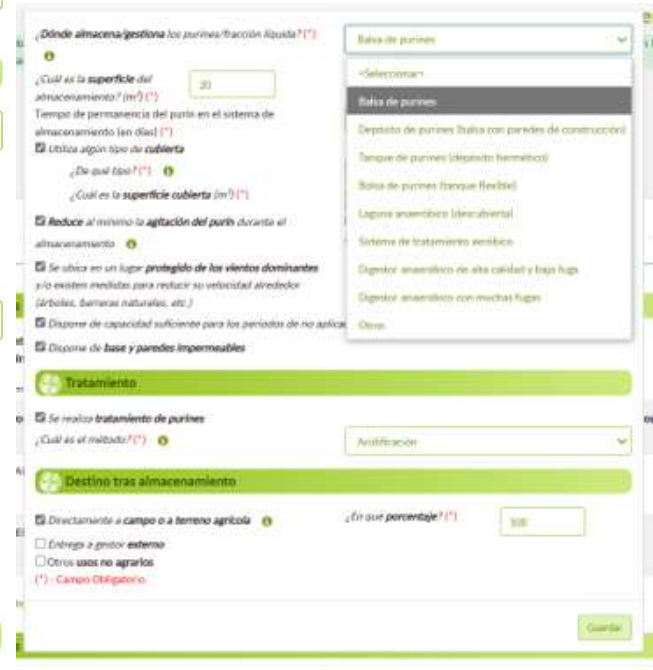 ¿Dónde almacena/gestiona los purines/fracción líquida? (*)
Balsa de purines
¿Cuál es la superficie del
almacenamiento? (m²) (*)
20
<Seleccionar>
Balsa de purines
Depósito de purines (balsa con paredes de construcción)
Tanque de purines (depósito hermético)
Bolsa de purines (tanque flexible)
Laguna anaeróbico (descubierta)
Sistema de tratamiento aeróbico
Digestor anaeróbico de alta calidad y baja fuga
Digestor anaeróbico con muchas fugas
Otros
Tiempo de permanencia del purín en el sistema de
almacenamiento (en días) (*)
Utiliza algún tipo de cubierta
¿De qué tipo? (*)
¿Cuál es la superficie cubierta (m²) (*)
Reduce al mínimo la agitación del purín durante el
almacenamiento
Se ubica en un lugar protegido de los vientos dominantes
y/o existen medidas para reducir su velocidad alrededor
(árboles, barreras naturales, etc.)
Dispone de capacidad suficiente para los periodos de no
Dispone de base y paredes impermeables
Tratamiento
Se realiza tratamiento de purines
¿Cuál es el método? (*)
Acidificación
Destino tras almacenamiento
Directamente a campo o a terreno agrícola
¿En qué porcentaje? (*)
100
Entrega a gestor externo
Otros usos no agrarios
(*) - Campo Obligatorio
Guardar